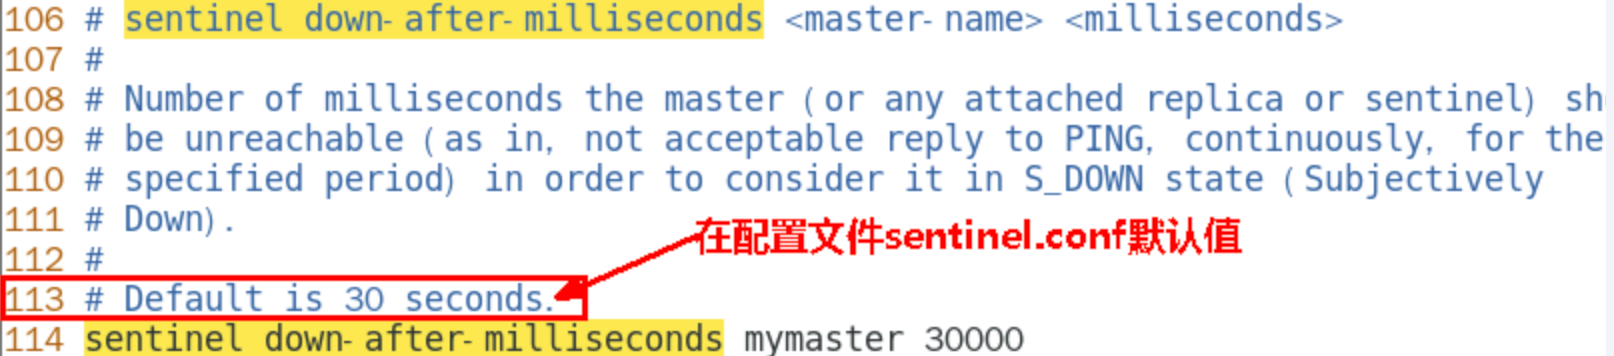 106 # sentinel down-after-milliseconds <master-name> <milliseconds>
107 #
108 # Number of milliseconds the master (or any attached replica or sentinel) sh
109 # be unreachable (as in, not acceptable reply to PING, continuously, for the
110 # specified period) in order to consider it in S_DOWN state (Subjectively
111 # Down).
在配置文件sentinel.conf默认值
112 #
113 # Default is 30 seconds.
114 sentinel down-after-milliseconds mymaster 30000